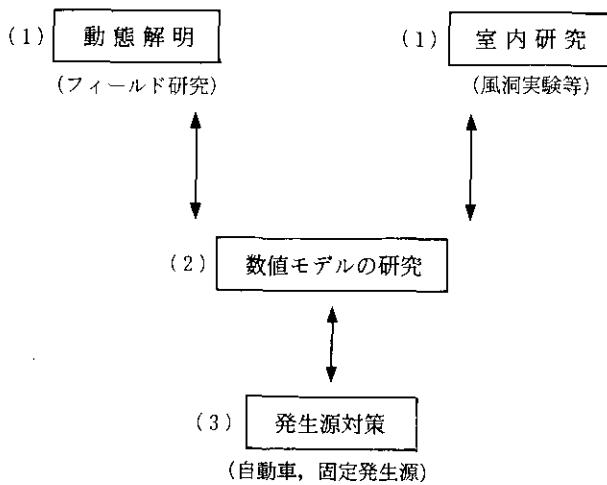 (1) 動態解明
(フィールド研究)
(1) 室内研究
(風洞実験等)
(2) 数値モデルの研究
(3) 発生源対策
(自動車,固定発生源)